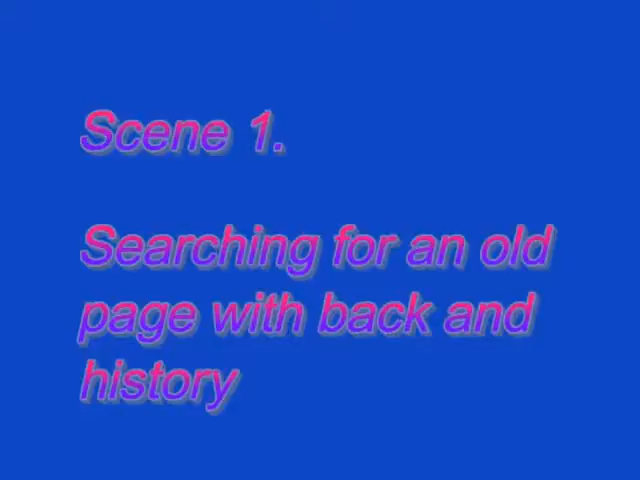 Scene 1.
Searching for an old
page with back and
history